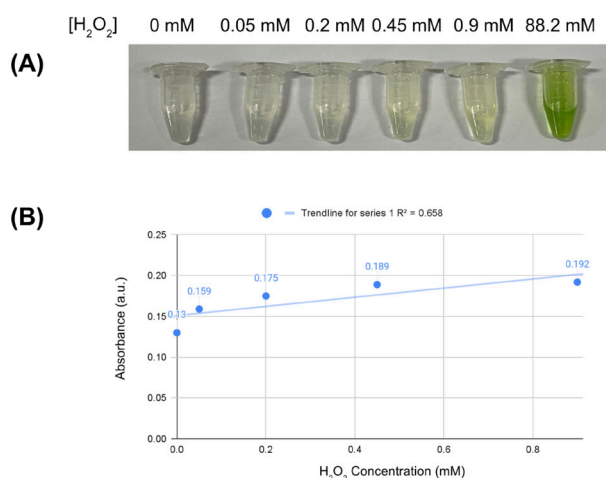 [H₂O₂] 0 mM 0.05 mM 0.2 mM 0.45 mM 0.9 mM 88.2 mM
(A)
(B)
Trendline for series 1 R² = 0.658
0.25
0.20
0.15
0.10
0.05
0.00
0.13
0.159
0.175
0.189
0.192
0.0 0.2 0.4 0.6 0.8
Absorbance (a.u.)
H₂O₂ Concentration (mM)